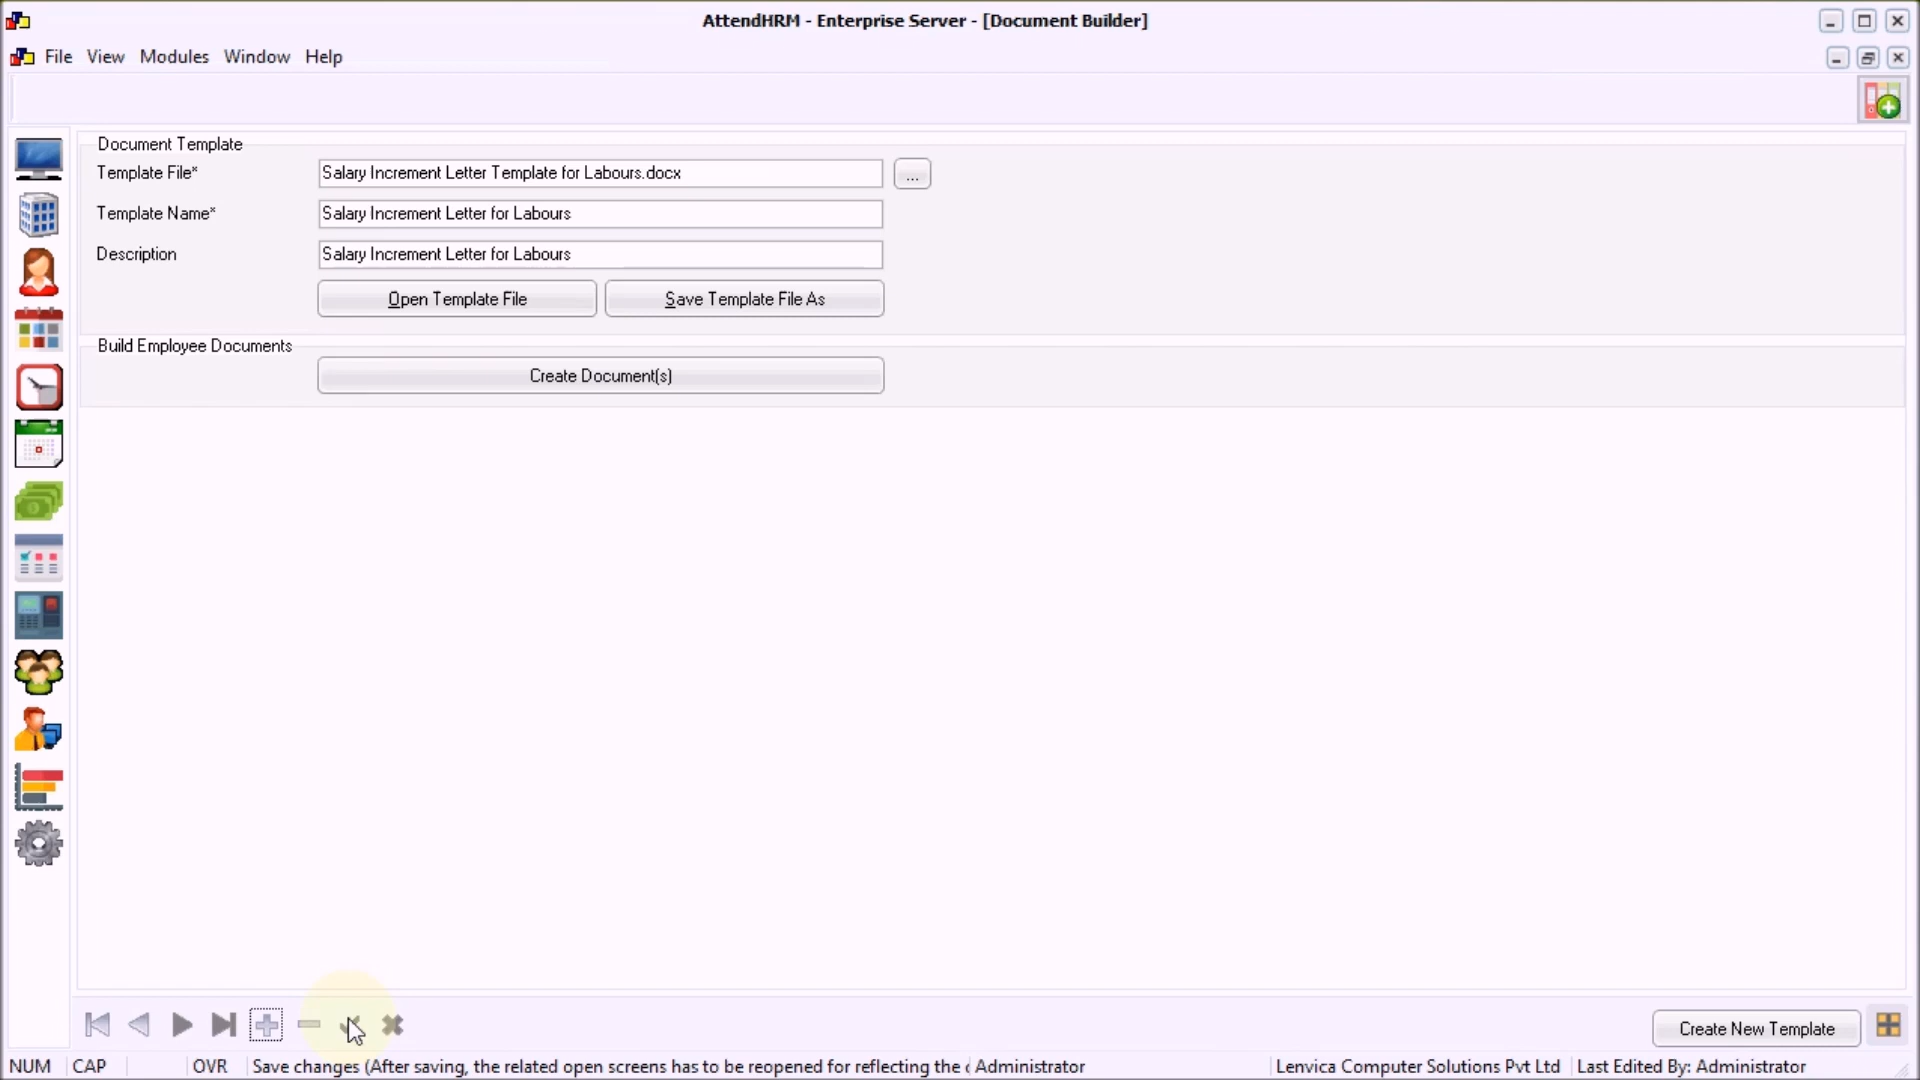 AttendHRM - Enterprise Server - [Document Builder]
File View Modules Window Help
Document Template
Template File* Salary Increment Letter Template for Labours.docx ...
Template Name* Salary Increment Letter for Labours
Description Salary Increment Letter for Labours
Open Template File Save Template File As
Build Employee Documents
Create Document(s)
Create New Template
NUM CAP OVR Save changes (After saving, the related open screens has to be reopened for reflecting the Administrator Lenvica Computer Solutions Pvt Ltd Last Edited By: Administrator